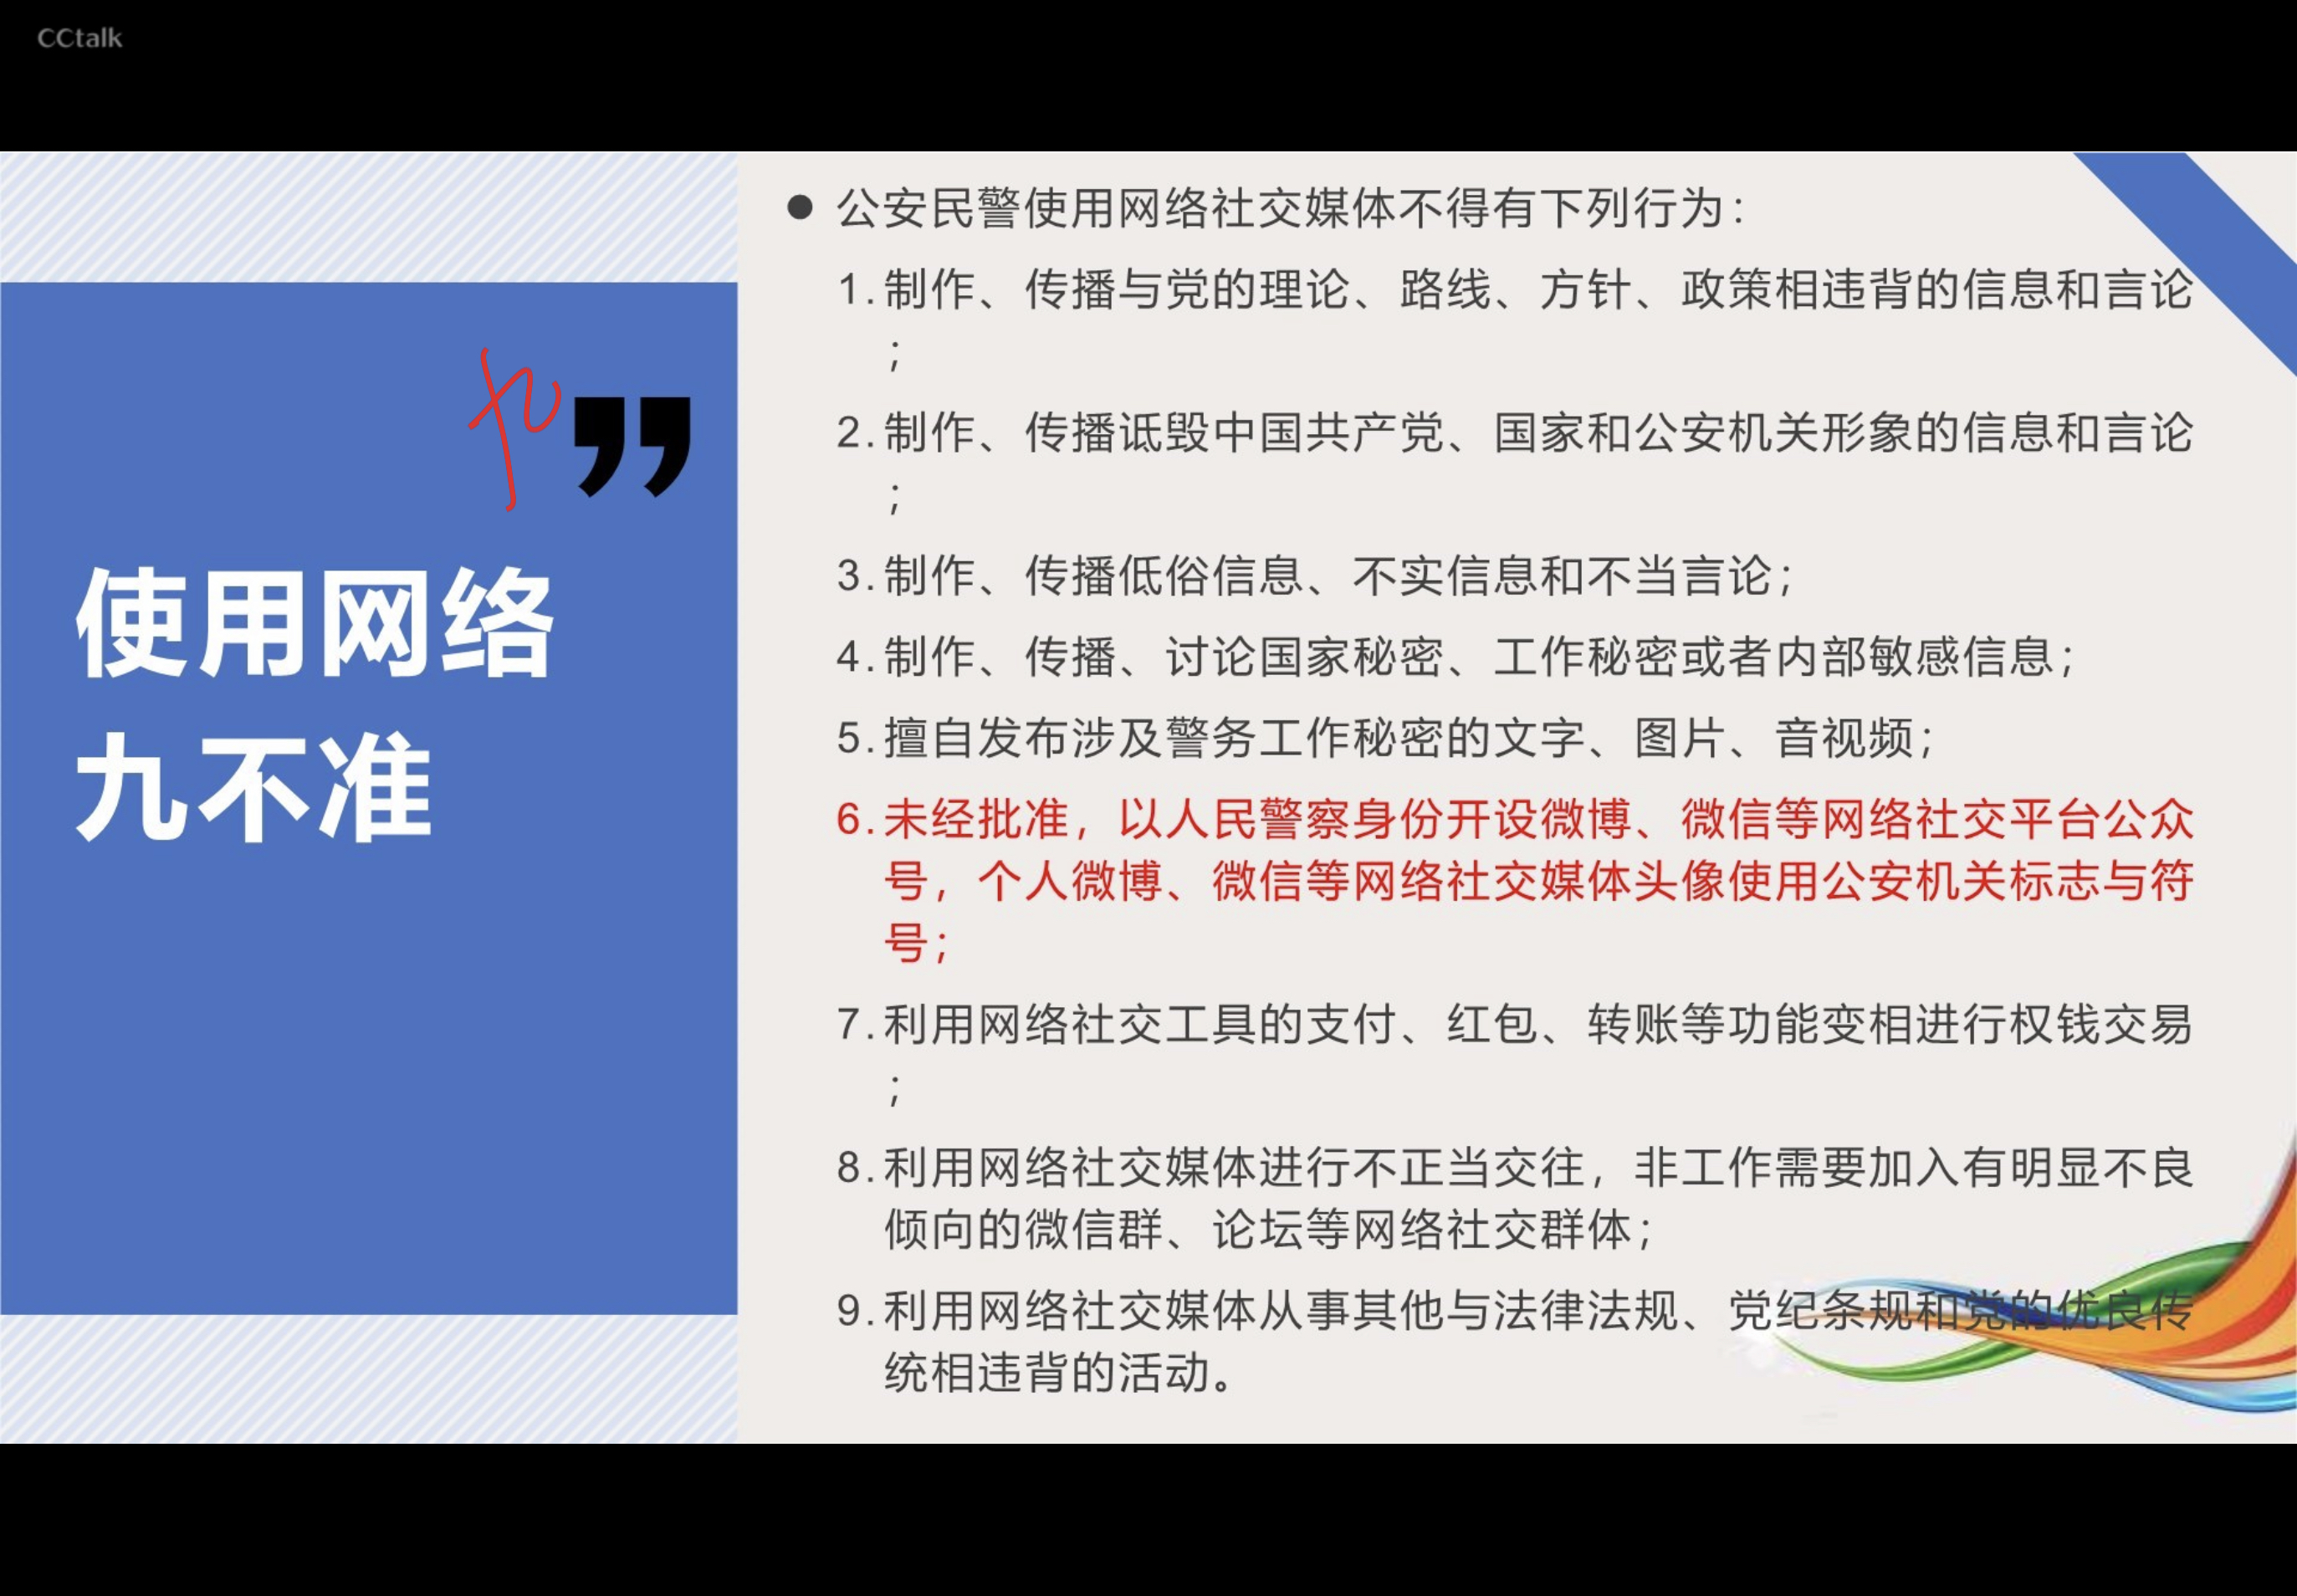 CCtalk
使用网络
九不准
● 公安民警使用网络社交媒体不得有下列行为：
1. 制作、传播与党的理论、路线、方针、政策相违背的信息和言论
；
2. 制作、传播诋毁中国共产党、国家和公安机关形象的信息和言论
；
3. 制作、传播低俗信息、不实信息和不当言论；
4. 制作、传播、讨论国家秘密、工作秘密或者内部敏感信息；
5. 擅自发布涉及警务工作秘密的文字、图片、音视频；
6. 未经批准，以人民警察身份开设微博、微信等网络社交平台公众
号，个人微博、微信等网络社交媒体头像使用公安机关标志与符
号；
7. 利用网络社交工具的支付、红包、转账等功能变相进行权钱交易
；
8. 利用网络社交媒体进行不正当交往，非工作需要加入有明显不良
倾向的微信群、论坛等网络社交群体；
9. 利用网络社交媒体从事其他与法律法规、党纪条规和党的优良传
统相违背的活动。